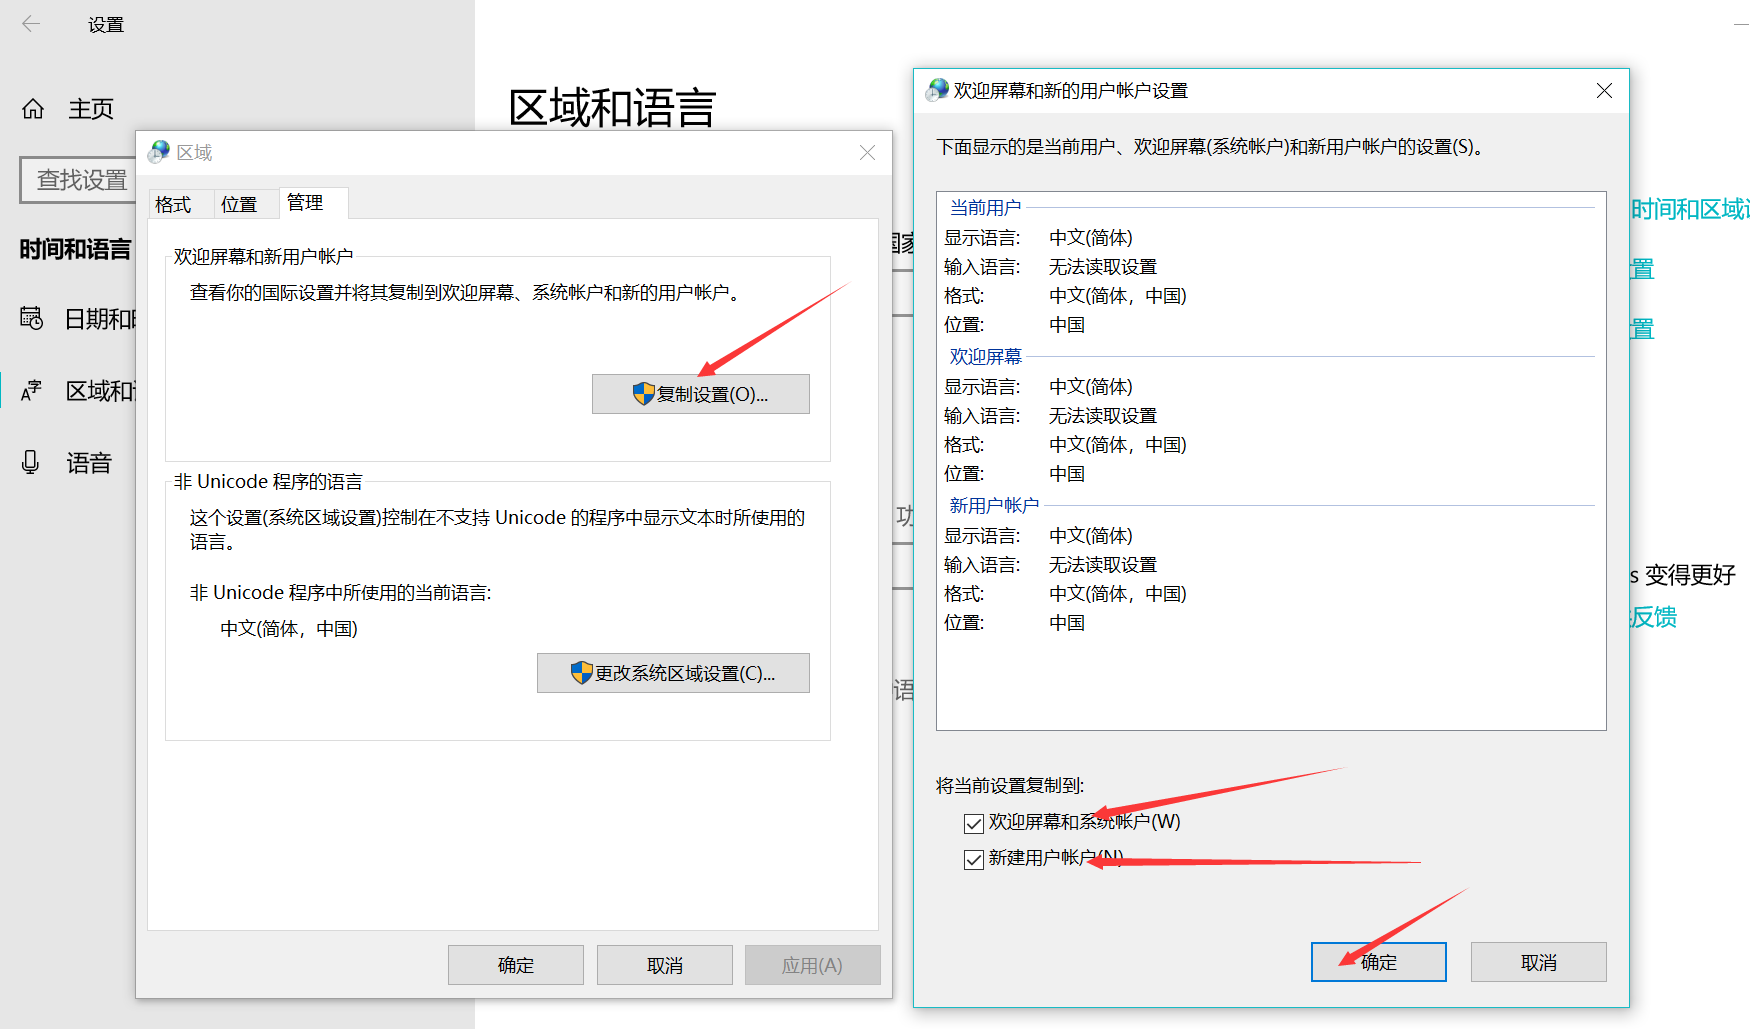 设置
主页
查找设置
时间和语言
日期和
区域和
语音
区域和语言
区域
格式
位置
管理
欢迎屏幕和新用户帐户
查看你的国际设置并将其复制到欢迎屏幕、系统帐户和新的用户帐户。
复制设置(O)...
非 Unicode 程序的语言
这个设置(系统区域设置)控制在不支持 Unicode 的程序中显示文本时所使用的
语言。
非 Unicode 程序中所使用的当前语言:
中文(简体，中国)
更改系统区域设置(C)...
确定
取消
应用(A)
功
语
欢迎屏幕和新的用户帐户设置
下面显示的是当前用户、欢迎屏幕(系统帐户)和新用户帐户的设置(S)。
当前用户
显示语言: 中文(简体)
输入语言: 无法读取设置
格式: 中文(简体，中国)
位置: 中国
欢迎屏幕
显示语言: 中文(简体)
输入语言: 无法读取设置
格式: 中文(简体，中国)
位置: 中国
新用户帐户
显示语言: 中文(简体)
输入语言: 无法读取设置
格式: 中文(简体，中国)
位置: 中国
将当前设置复制到:
欢迎屏幕和系统帐户(W)
新建用户帐户(N)
确定
取消
时间和区域
置
置
s 变得更好
反馈